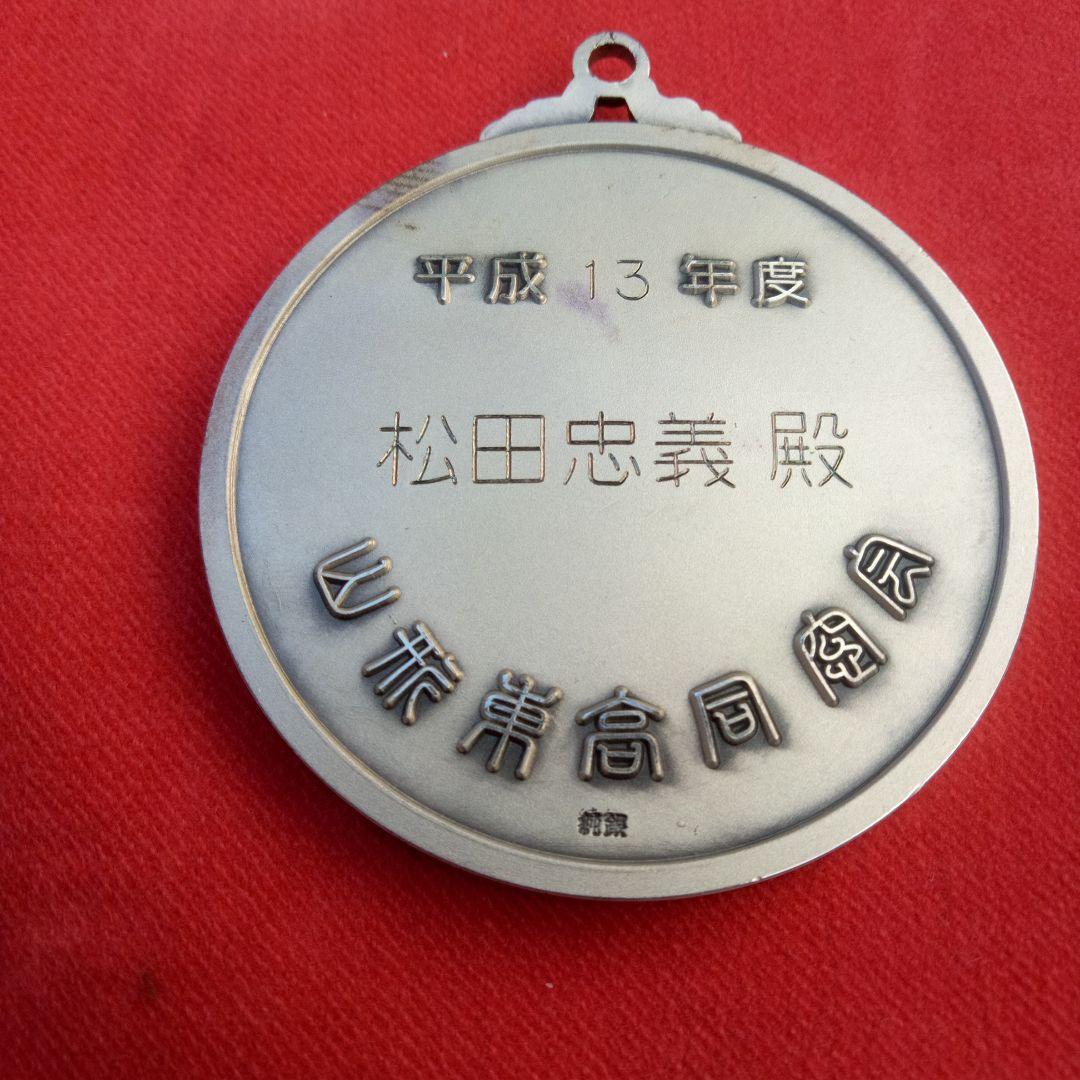 平成 13 年度
松田忠義 殿
山形東高同窓会
純銀